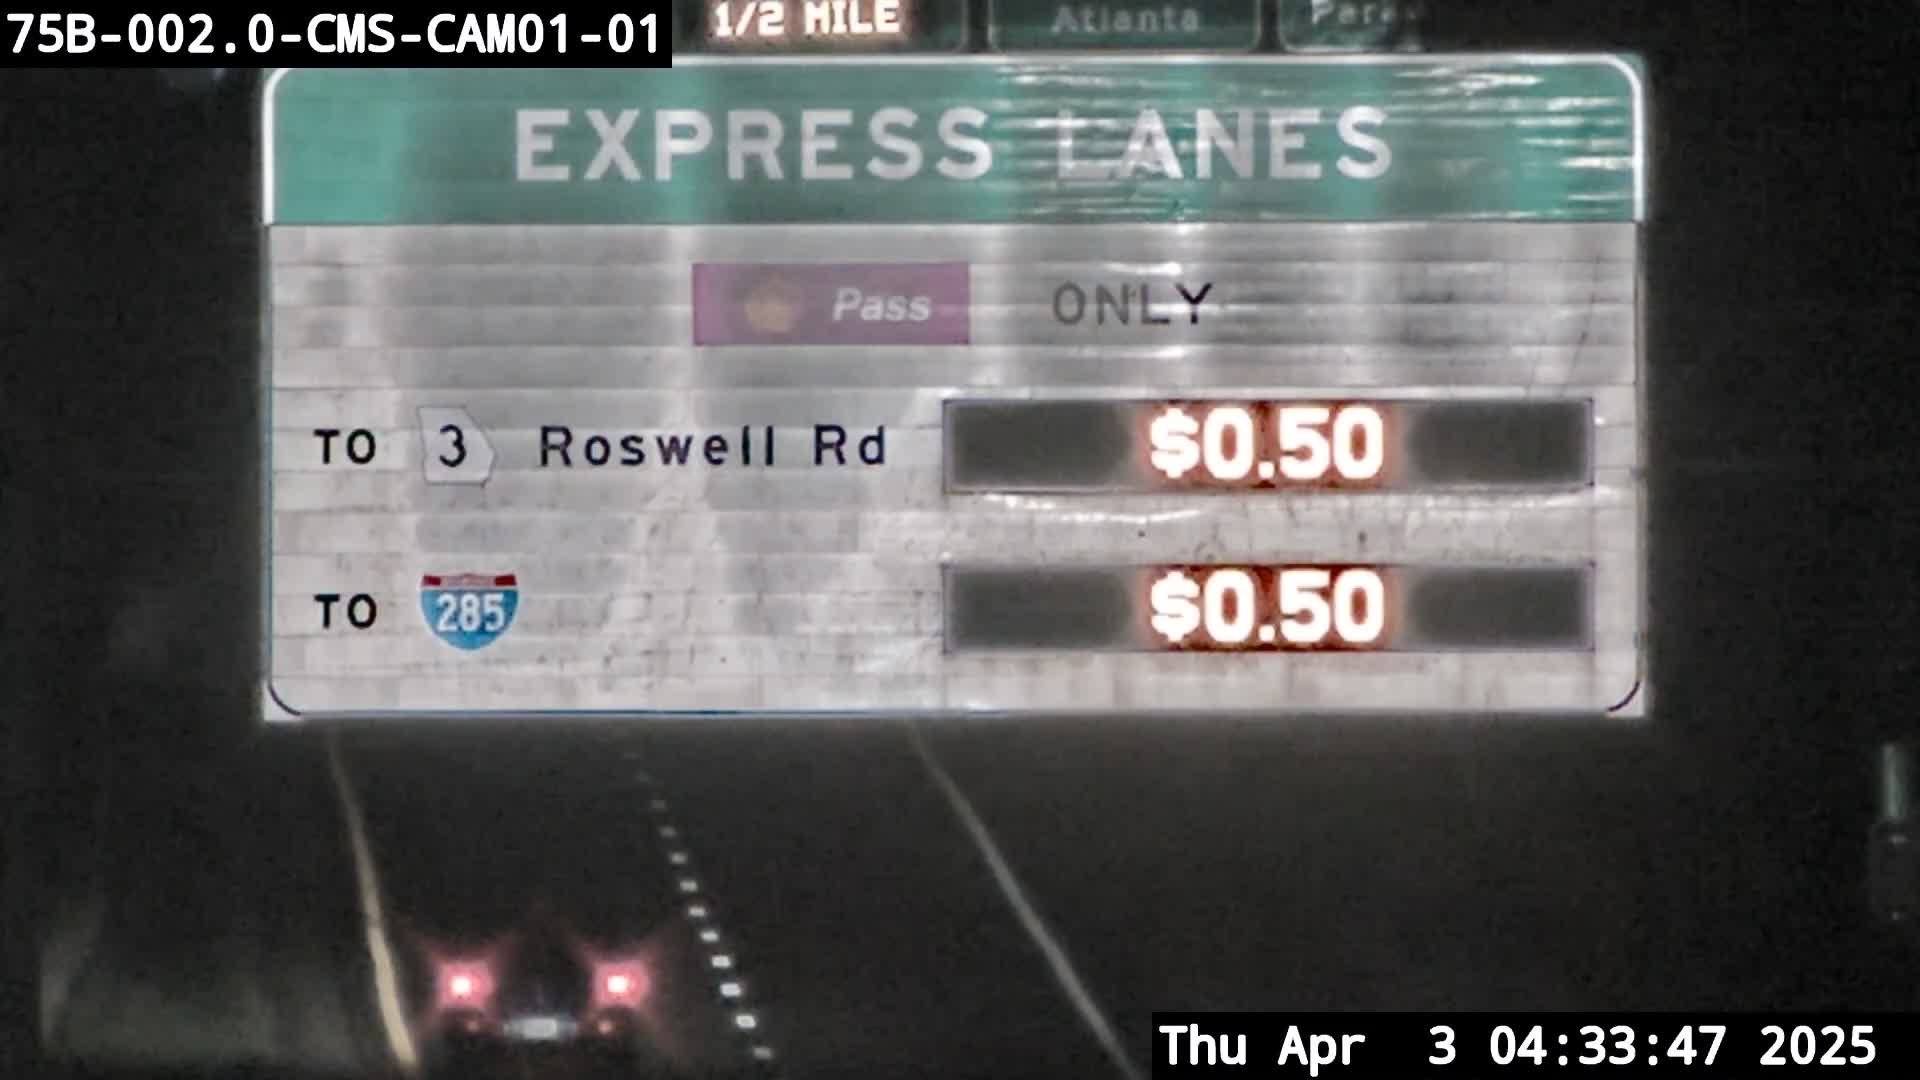 75B-002.0-CMS-CAM01-01
1/2 MILE
Atlanta
EXPRESS LANES
Pass ONLY
TO 3 Roswell Rd $0.50
TO 285 $0.50
Thu Apr 3 04:33:47 2025